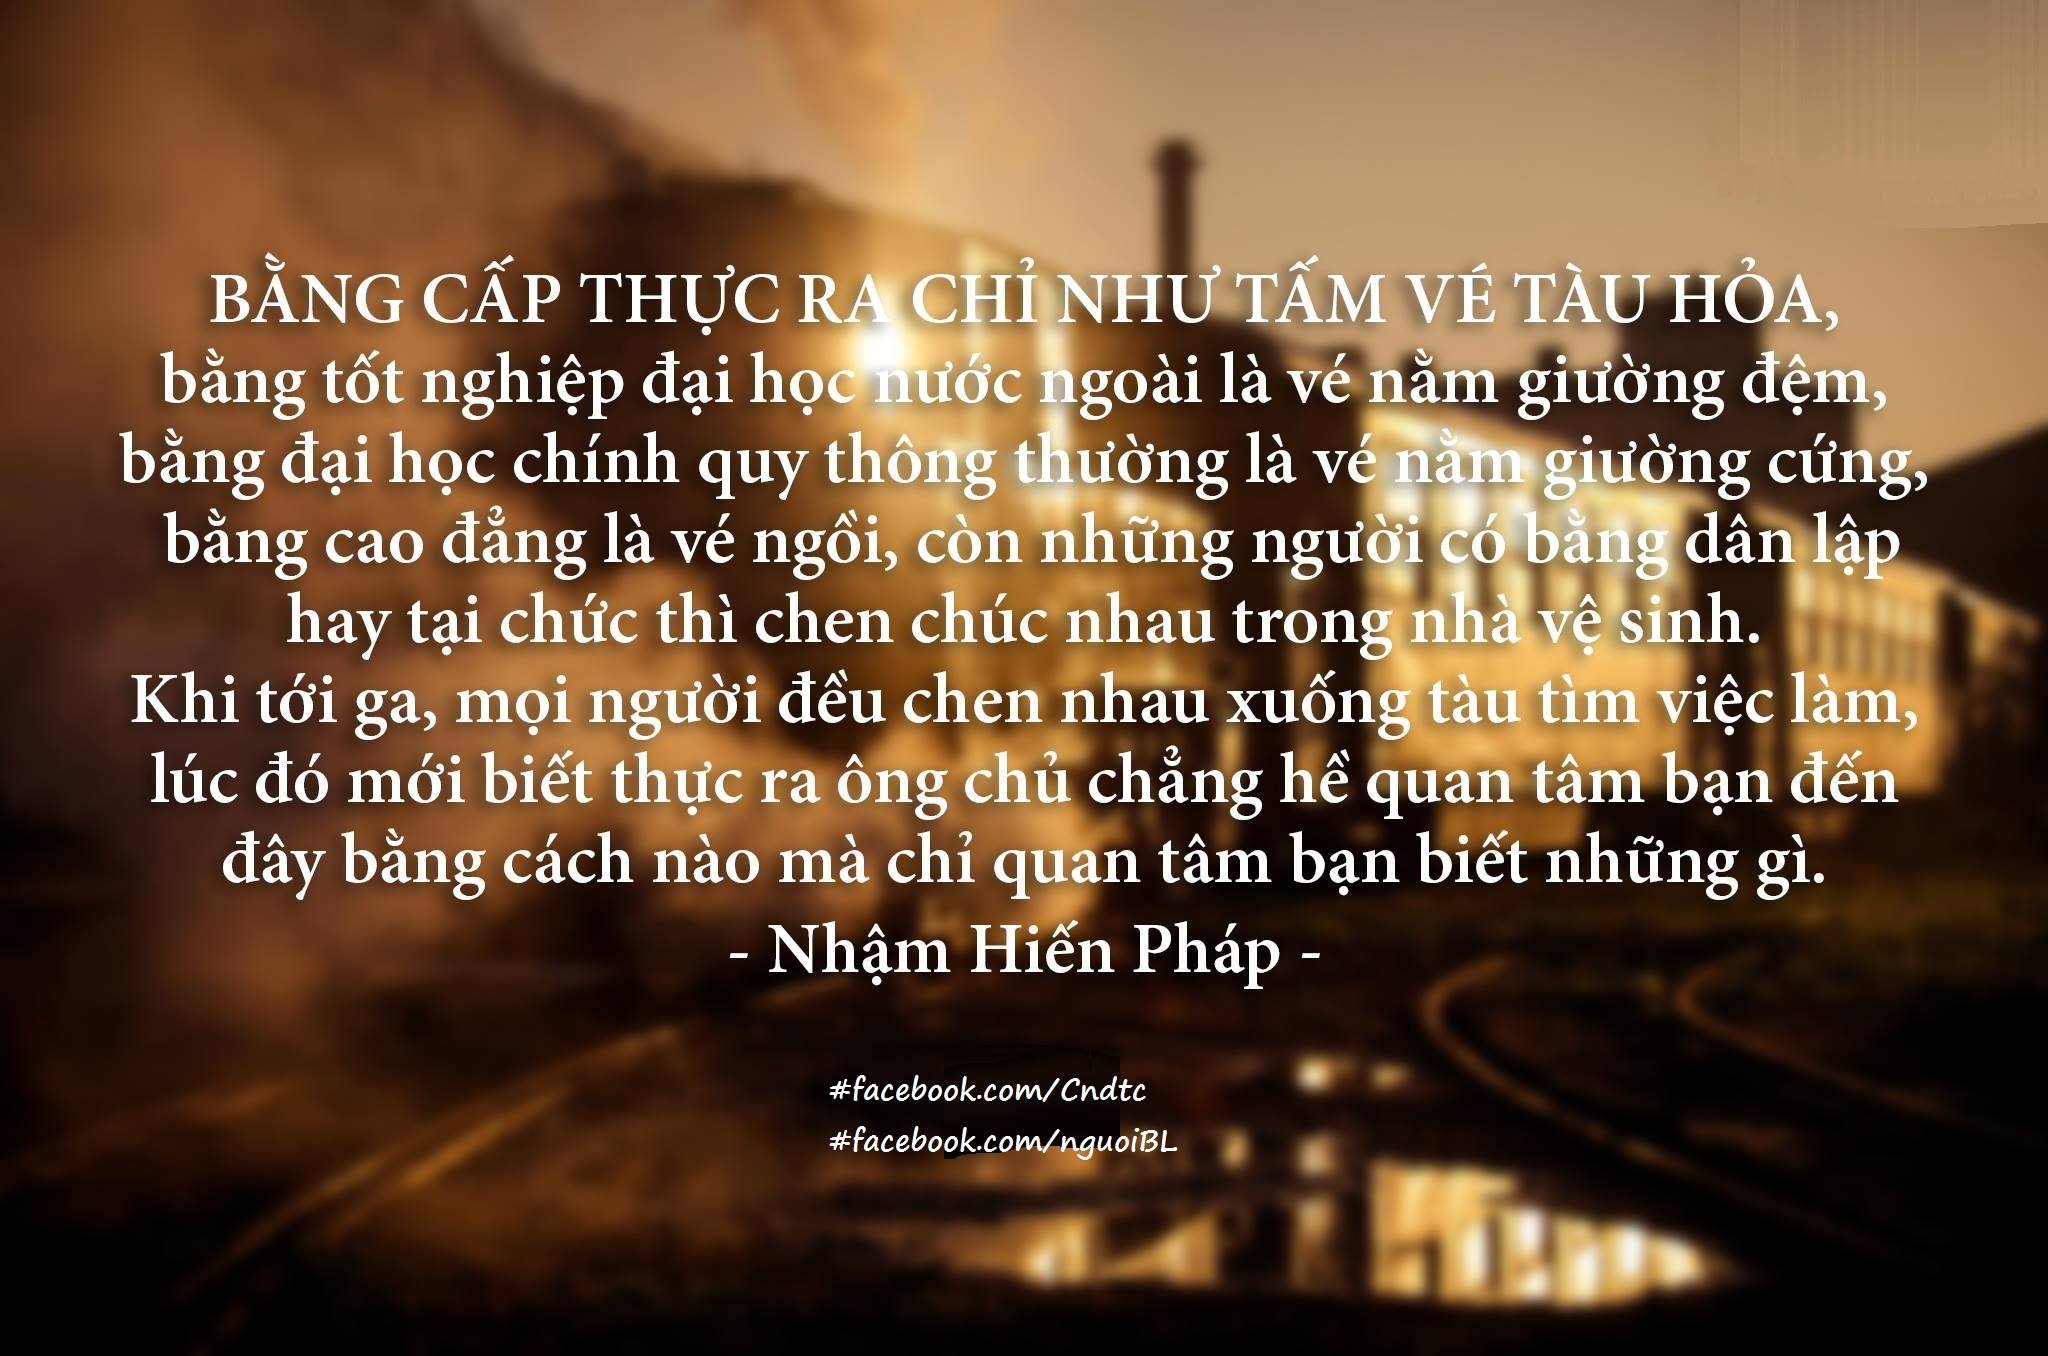 BẰNG CẤP THỰC RA CHỈ NHƯ TẤM VÉ TÀU HỎA,
bằng tốt nghiệp đại học nước ngoài là vé nằm giường đệm,
bằng đại học chính quy thông thường là vé nằm giường cứng,
bằng cao đẳng là vé ngồi, còn những người có bằng dân lập
hay tại chức thì chen chúc nhau trong nhà vệ sinh.
Khi tới ga, mọi người đều chen nhau xuống tàu tìm việc làm,
lúc đó mới biết thực ra ông chủ chẳng hề quan tâm bạn đến
đây bằng cách nào mà chỉ quan tâm bạn biết những gì.
- Nhậm Hiến Pháp -
#facebook.com/Cndtc
#facebook.com/nguoiBL